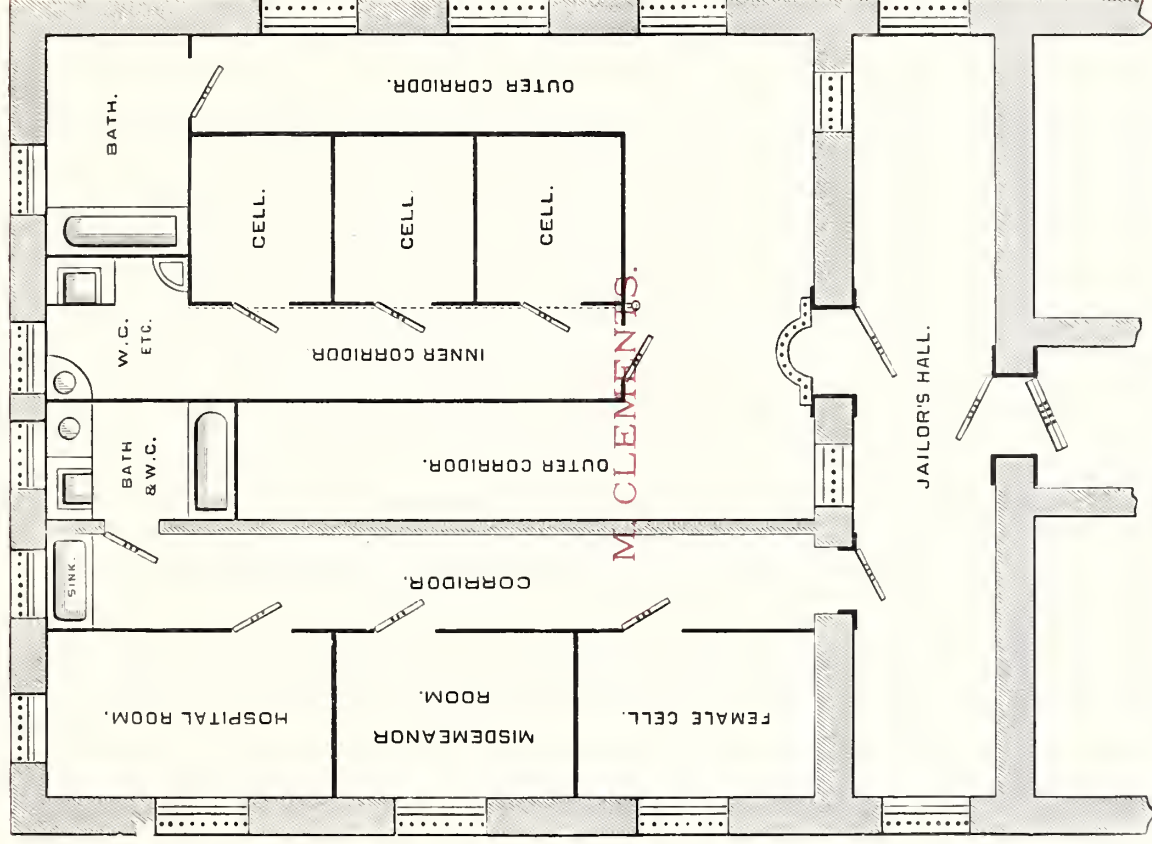 BATH.
OUTER CORRIDOR.
CELL.
CELL.
CELL.
W.C.
ETC.
INNER CORRIDOR.
M. CLEMENTS.
JAILOR'S HALL.
BATH
& W.C.
OUTER CORRIDOR.
SINK.
CORRIDOR.
HOSPITAL ROOM.
MISDEMEANOR
ROOM.
FEMALE CELL.